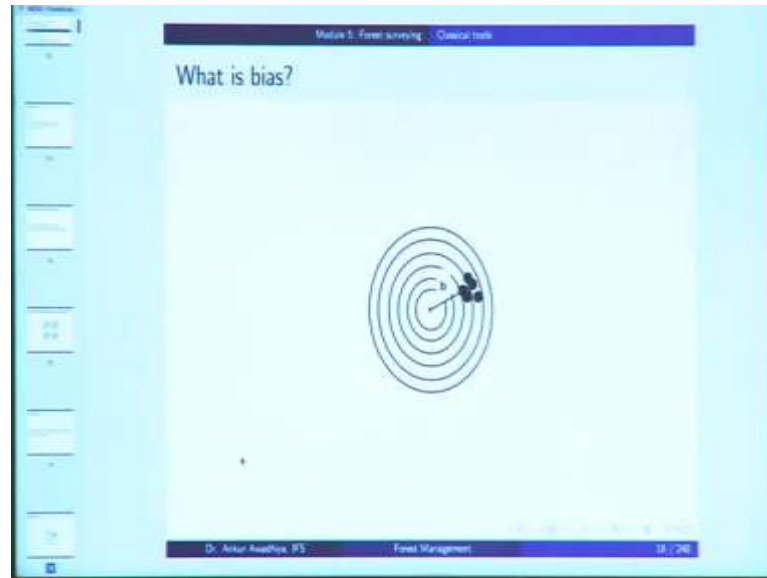 Module 5: Forest surveying Classical tools
What is bias?
b
Dr. Ankur Awadhiya, IFS Forest Management 18 / 240